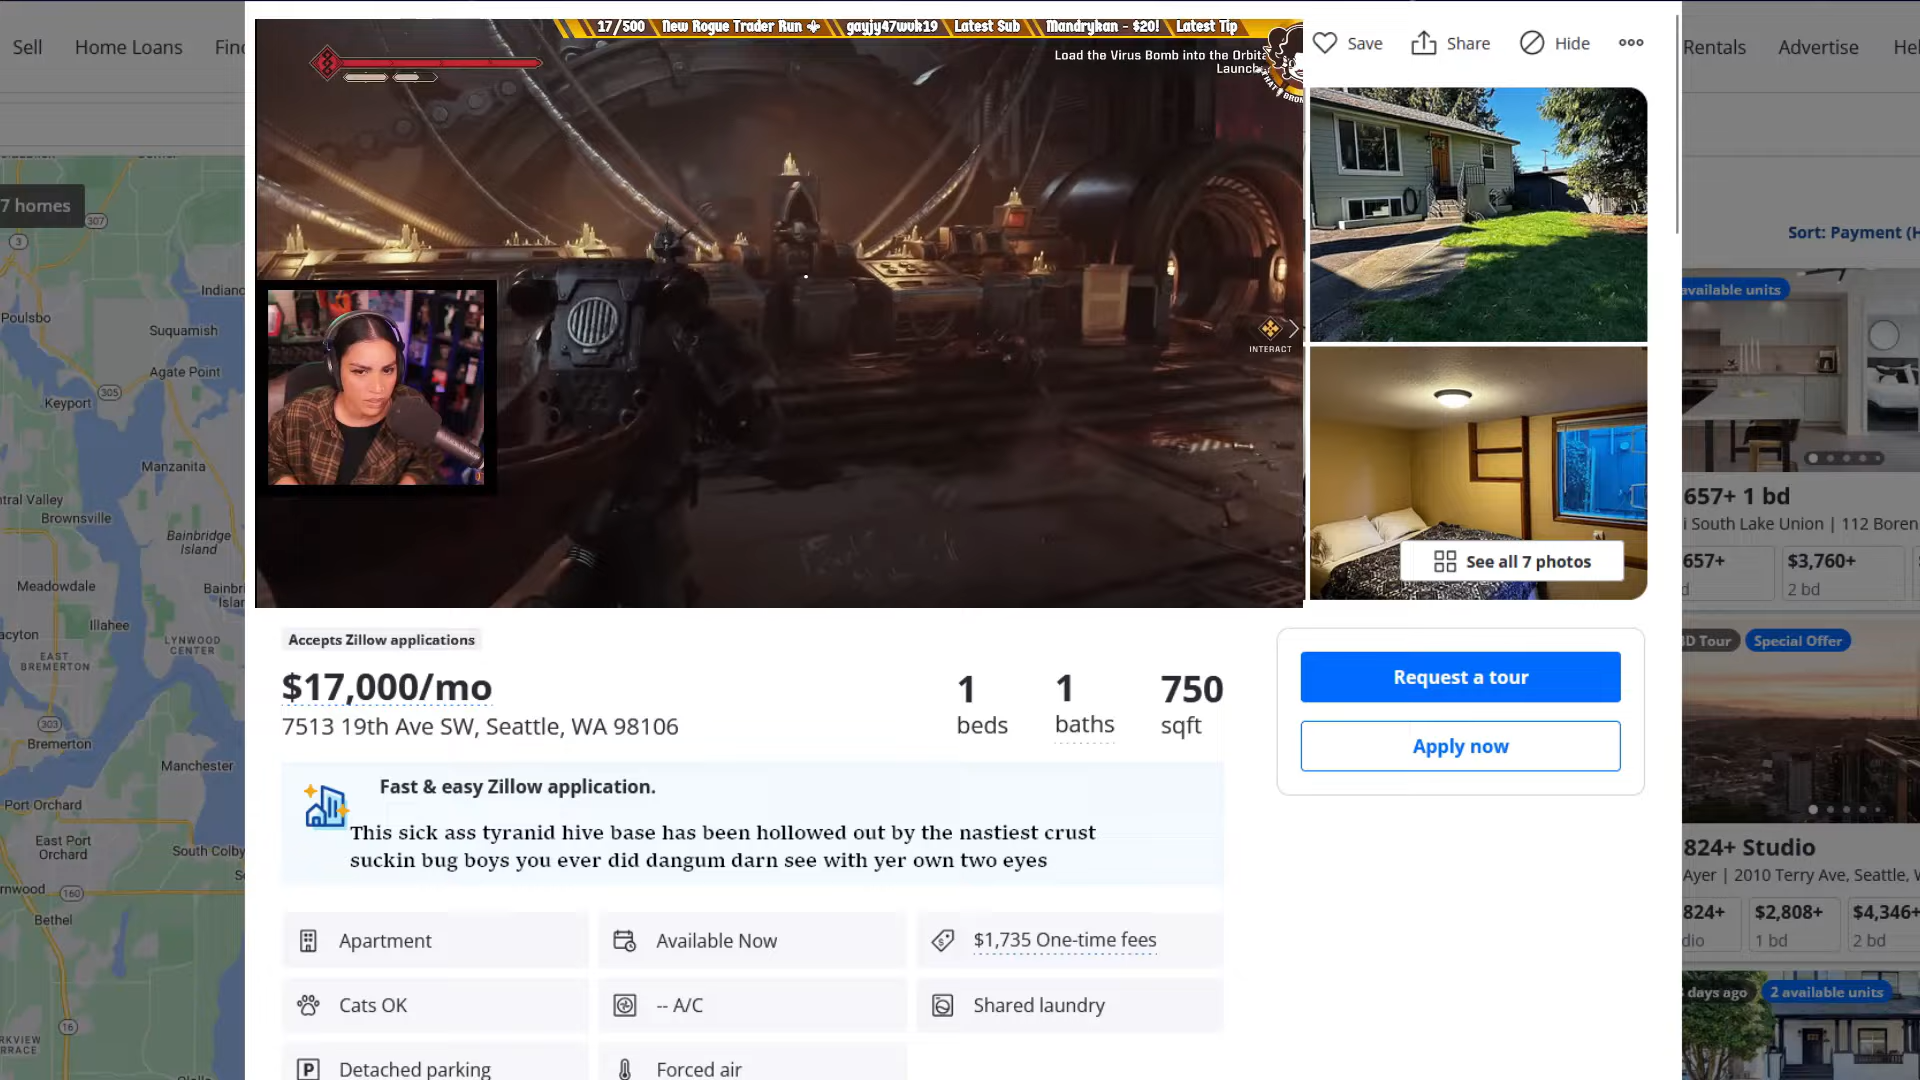 Sell
Home Loans
17/500
New Rogue Trader Run
gayjy47wvk19
Latest Sub
Mandrykan - $20!
Latest Tip
Load the Virus Bomb into the Orbital
INTERACT
Save
Share
Hide
Rentals
Advertise
7 homes
307
3
Poulsbo
Suquamish
Agate Point
305
Keyport
Manzanita
Brownsville
Bainbridge
Island
Meadowdale
Illahee
LYNWOOD
CENTER
EAST
BREMERTON
303
Bremerton
Manchester
Port Orchard
East Port
Orchard
South Colby
160
Bethel
16
See all 7 photos
Accepts Zillow applications
$17,000/mo
7513 19th Ave SW, Seattle, WA 98106
1
beds
1
baths
750
sqft
Request a tour
Apply now
Fast & easy Zillow application.
This sick ass tyranid hive base has been hollowed out by the nastiest crust
suckin bug boys you ever did dangum darn see with yer own two eyes
Apartment
Available Now
$1,735 One-time fees
Cats OK
-- A/C
Shared laundry
Detached parking
Forced air
Sort: Payment (H
available units
657+ 1 bd
i South Lake Union | 112 Boren
657+
$3,760+
2 bd
3D Tour
Special Offer
824+ Studio
Ayer | 2010 Terry Ave, Seattle, W
824+
$2,808+
1 bd
$4,346+
2 bd
days ago
2 available units